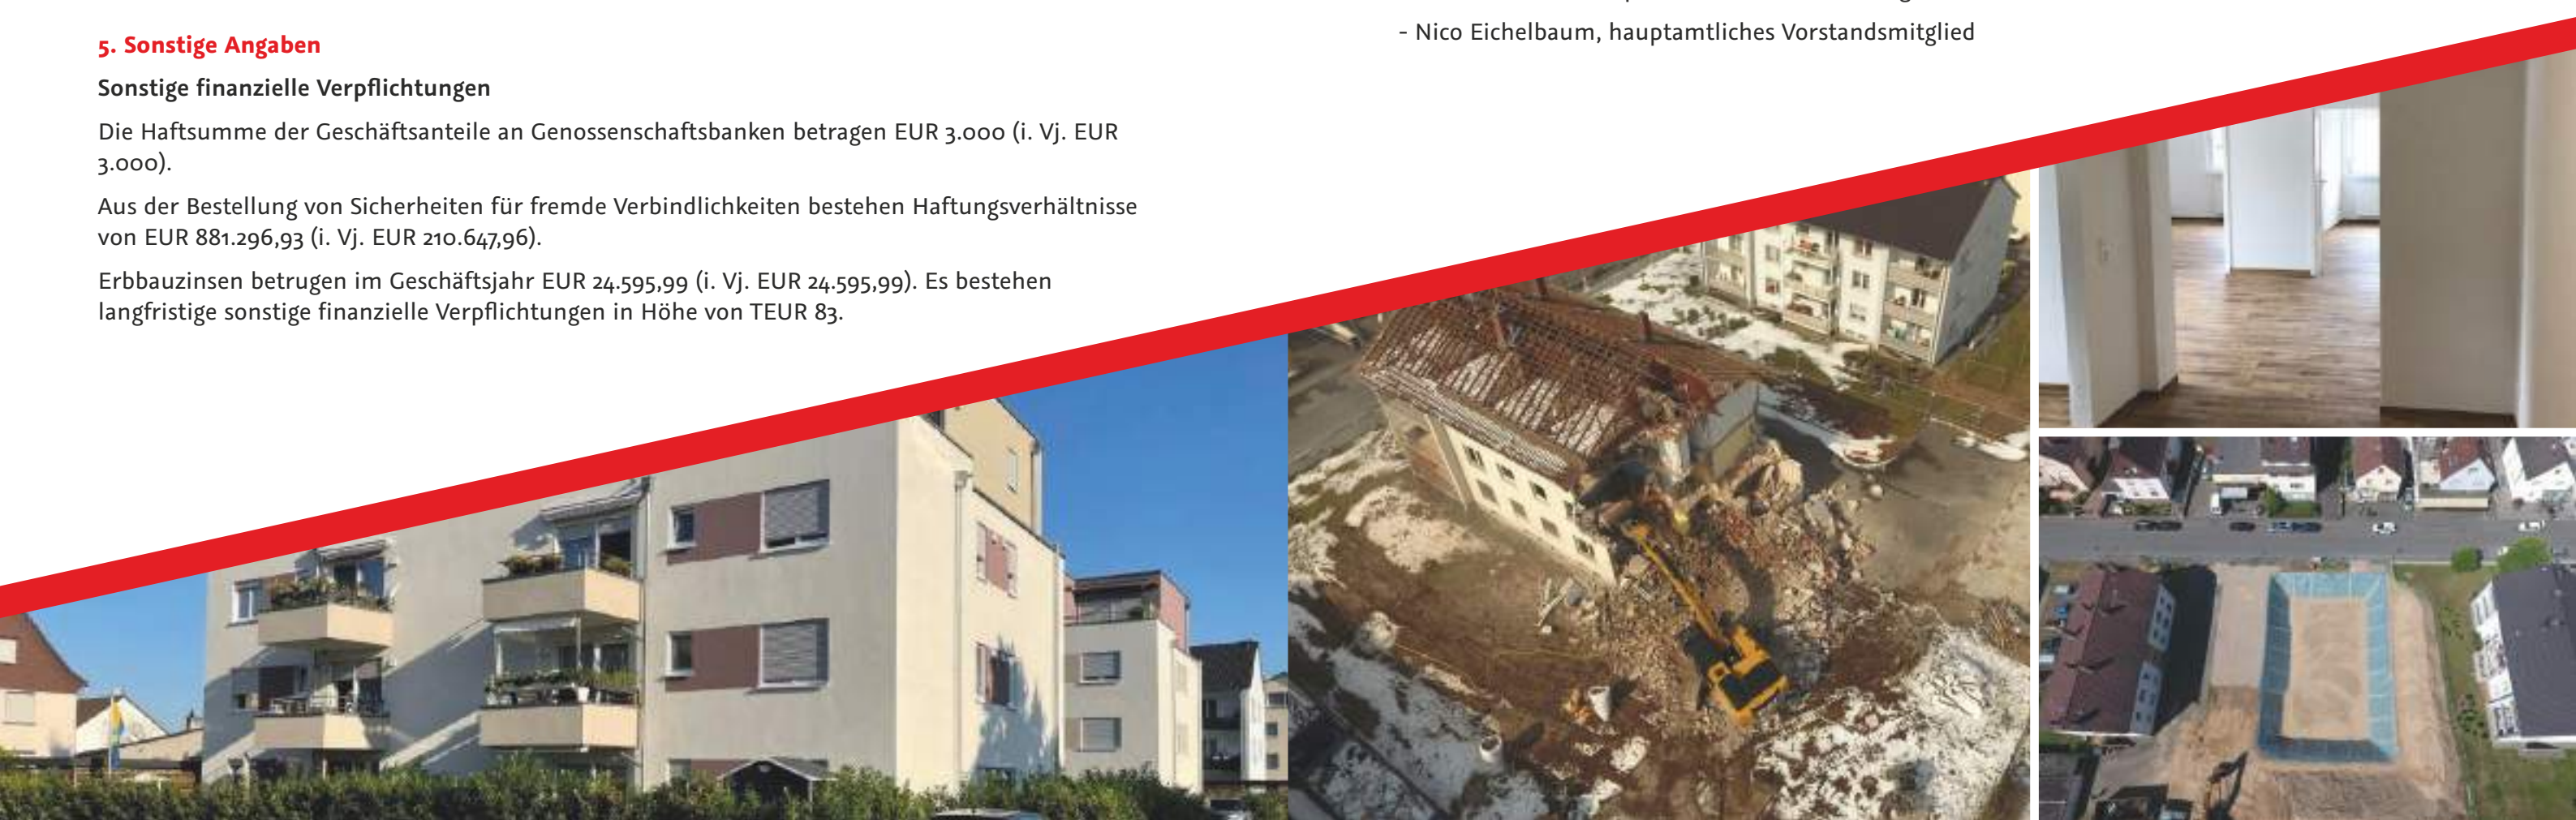 5. Sonstige Angaben
Sonstige finanzielle Verpflichtungen
Die Haftsumme der Geschäftsanteile an Genossenschaftsbanken betragen EUR 3.000 (i. Vj. EUR
3.000).
Aus der Bestellung von Sicherheiten für fremde Verbindlichkeiten bestehen Haftungsverhältnisse
von EUR 881.296,93 (i. Vj. EUR 210.647,96).
Erbbauzinsen betrugen im Geschäftsjahr EUR 24.595,99 (i. Vj. EUR 24.595,99). Es bestehen
langfristige sonstige finanzielle Verpflichtungen in Höhe von TEUR 83.
- Nico Eichelbaum, hauptamtliches Vorstandsmitglied